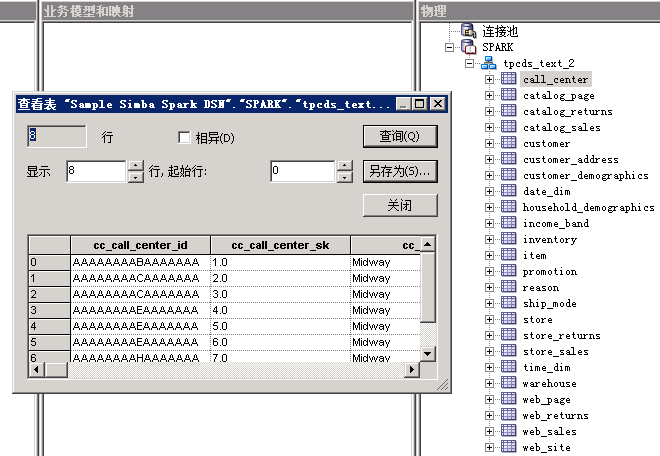 业务模型和映射
物理
连接池
SPARK
tpcds_text_2
call_center
catalog_page
catalog_returns
catalog_sales
customer
customer_address
customer_demographics
date_dim
household_demographics
income_band
inventory
item
promotion
reason
ship_mode
store
store_returns
store_sales
time_dim
warehouse
web_page
web_returns
web_sales
web_site
查看表 "Sample Simba Spark DSN"."SPARK"."tpcds_text...
8 行 相异(D) 查询(Q)
显示 8 行, 起始行: 0 另存为(S)...
关闭
cc_call_center_id cc_call_center_sk cc_
0 AAAAAAAABAAAAAAA 1.0 Midway
1 AAAAAAAACAAAAAAA 2.0 Midway
2 AAAAAAAACAAAAAAA 3.0 Midway
3 AAAAAAAAEAAAAAAA 4.0 Midway
4 AAAAAAAAEAAAAAAA 5.0 Midway
5 AAAAAAAAEAAAAAAA 6.0 Midway
6 AAAAAAAAHAAAAAAA 7.0 Midway